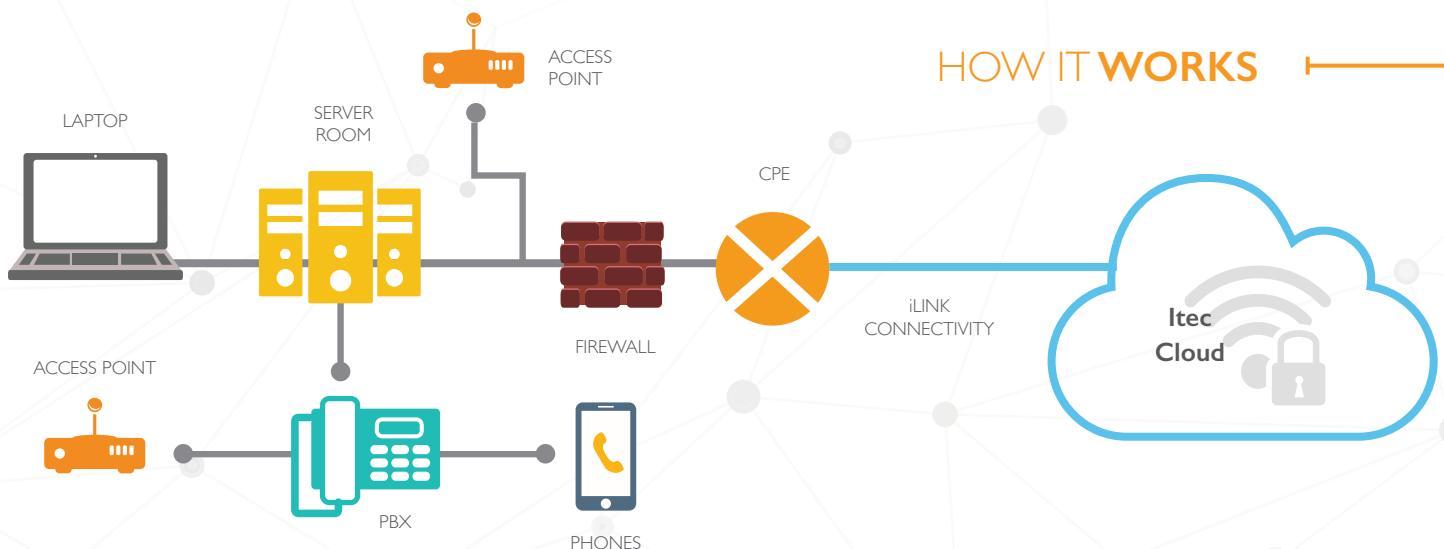 HOW IT WORKS
ACCESS
POINT
SERVER
ROOM
LAPTOP
CPE
iLINK
CONNECTIVITY
Itec
Cloud
FIREWALL
ACCESS POINT
PBX
PHONES